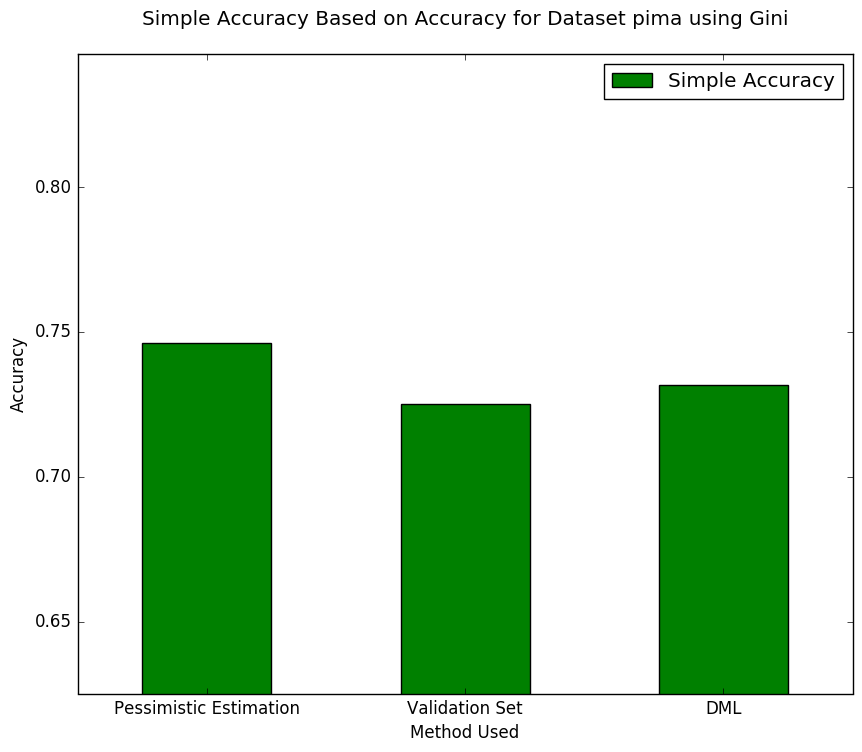 Simple Accuracy Based on Accuracy for Dataset pima using Gini
Simple Accuracy
0.80
0.75
0.70
0.65
Accuracy
Pessimistic Estimation
Validation Set
DML
Method Used